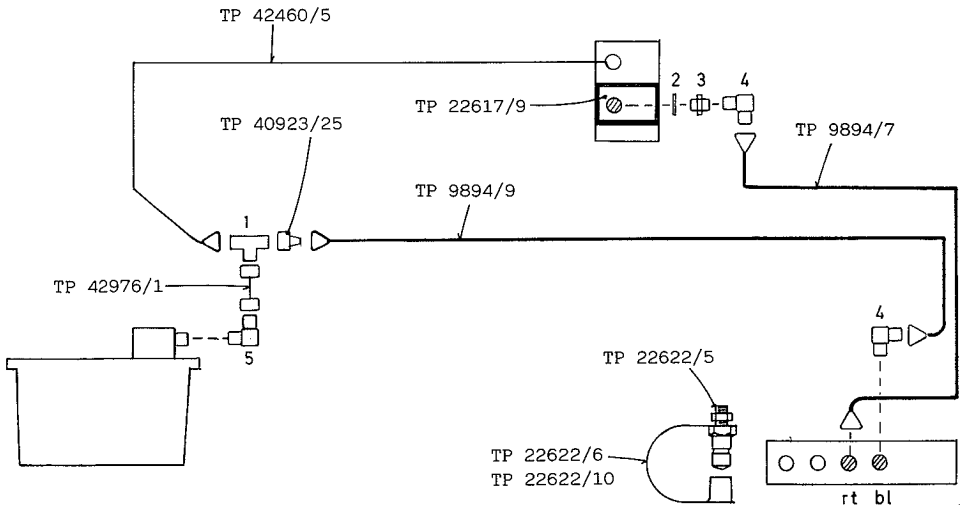 TP 42460/5
2 3 4
TP 22617/9
TP 40923/25
TP 9894/7
TP 9894/9
1
TP 42976/1
4
5
TP 22622/5
TP 22622/6
TP 22622/10
rt bl